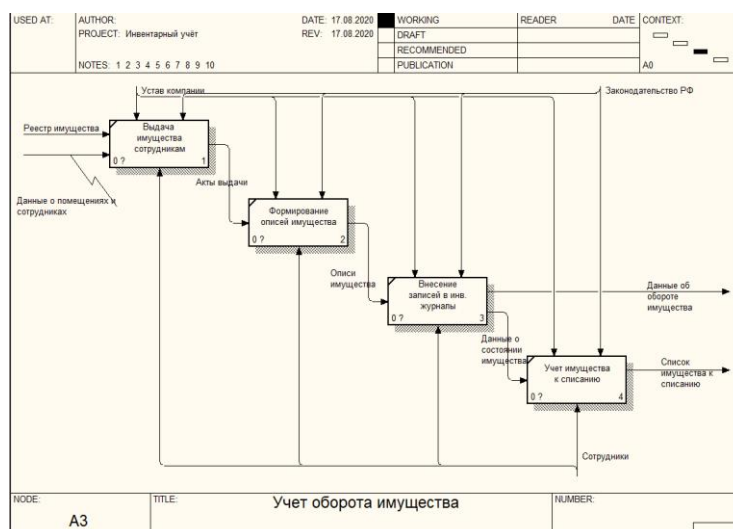 USED AT:
AUTHOR:
DATE: 17.08.2020
PROJECT: Инвентарный учёт
REV: 17.08.2020
NOTES: 1 2 3 4 5 6 7 8 9 10
WORKING
DRAFT
RECOMMENDED
PUBLICATION
READER
DATE
CONTEXT:
A0
Устав компании
Законодательство РФ
Реестр имущества
Данные о помещениях и
сотрудниках
Выдача
имущества
сотрудникам
0 ?
1
Акты выдачи
Формирование
описей имущества
0 ?
2
Описи
имущества
Внесение
записей в инв.
журналы
0 ?
3
Данные об
обороте
имущества
Данные о
состоянии
имущества
Учет имущества
к списанию
0 ?
4
Список
имущества к
списанию
Сотрудники
NODE:
A3
TITLE:
Учет оборота имущества
NUMBER: